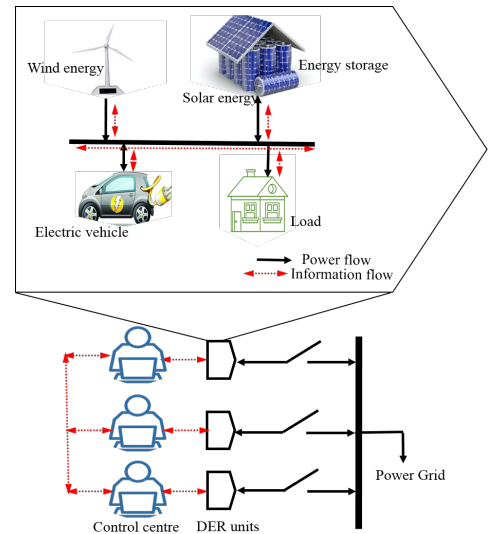 Wind energy
Energy storage
Solar energy
Electric vehicle
Load
Power flow
Information flow
Power Grid
Control centre
DER units